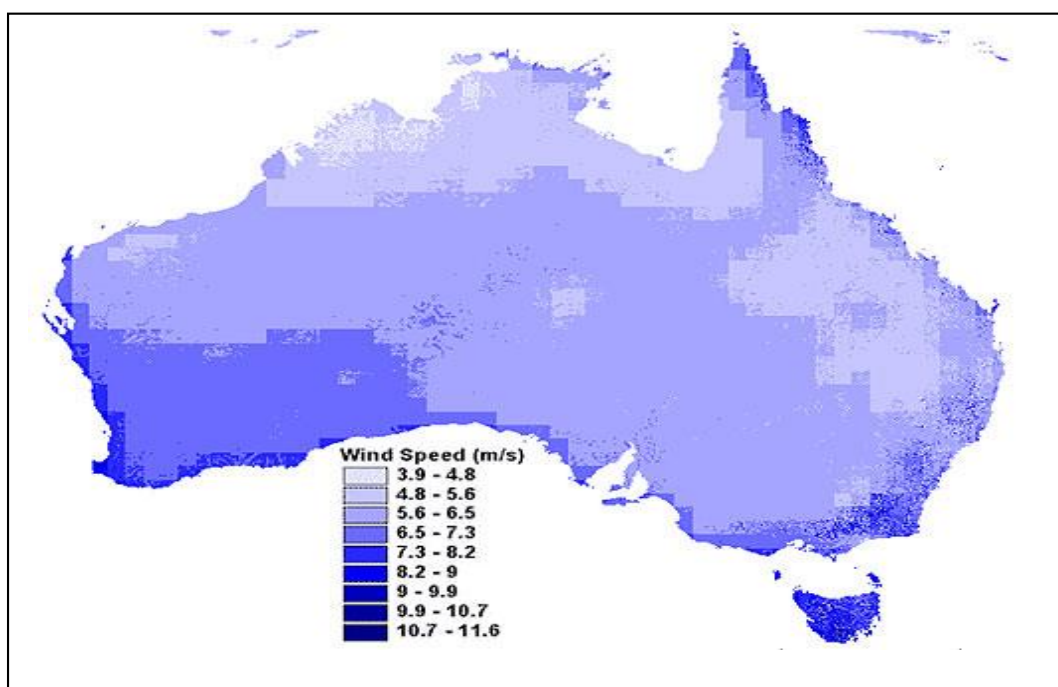 Wind Speed (m/s)
3.9 - 4.8
4.8 - 5.6
5.6 - 6.5
6.5 - 7.3
7.3 - 8.2
8.2 - 9
9 - 9.9
9.9 - 10.7
10.7 - 11.6